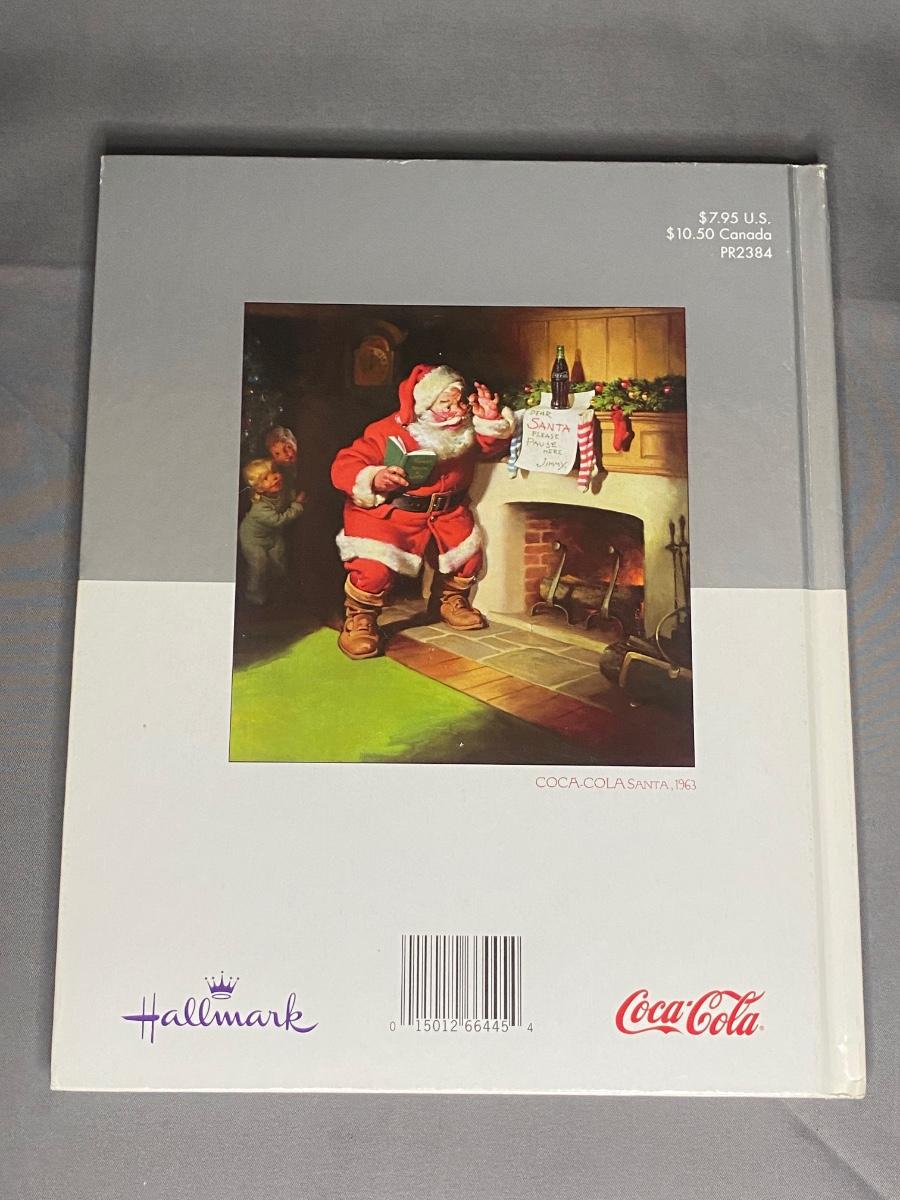 $7.95 U.S.
$10.50 Canada
PR2384
DEAR
SANTA
PLEASE
PAUSE
HERE
JIMMY
COCA-COLA SANTA, 1963
Hallmark
0 15012 66445 4
Coca-Cola